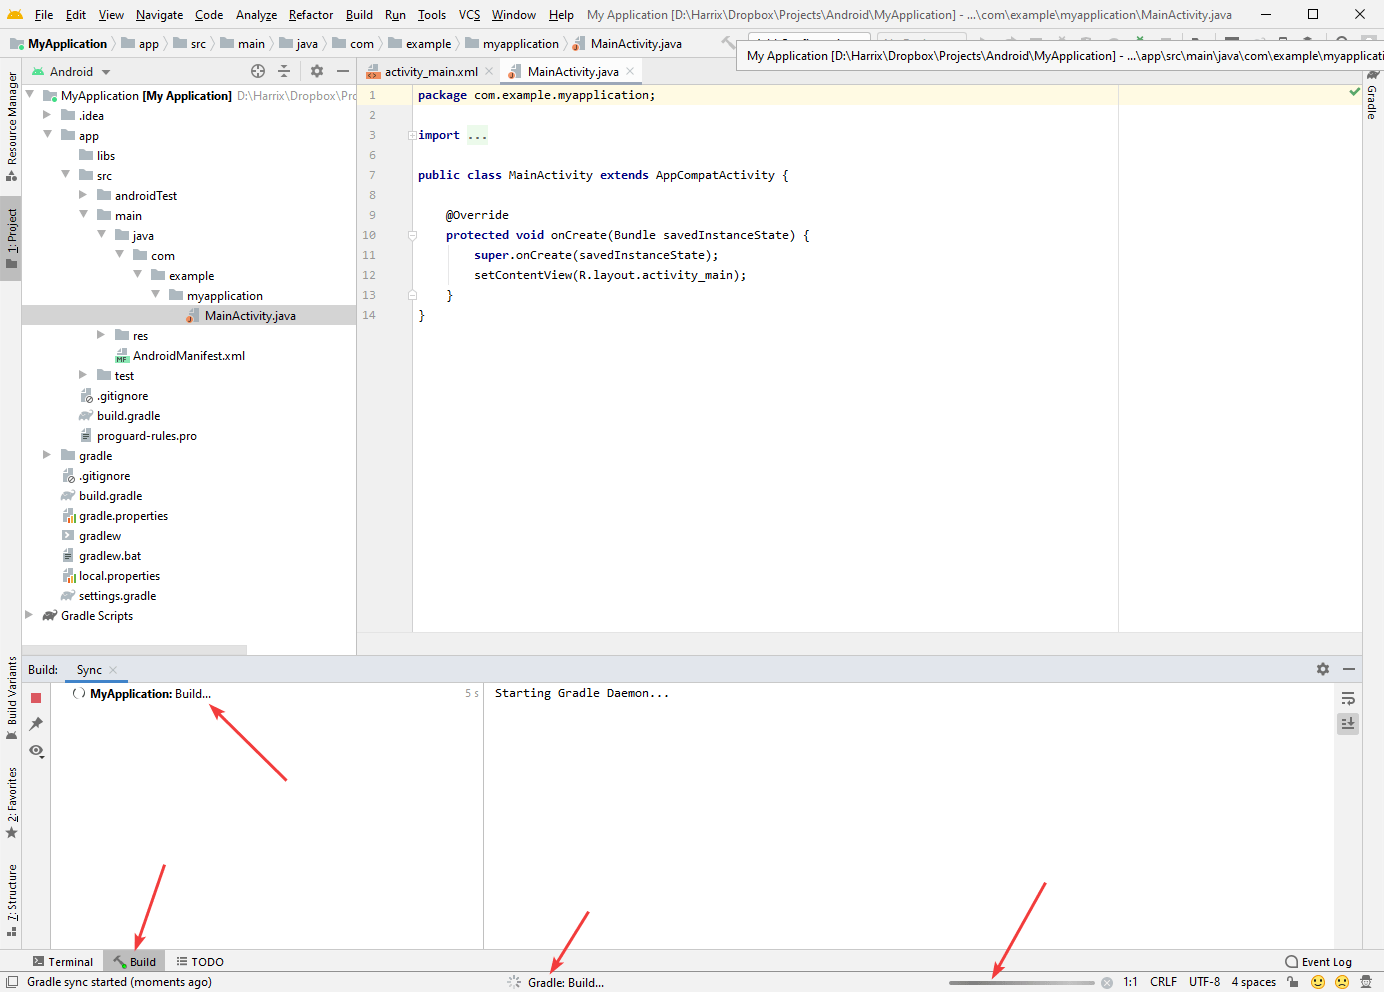 File Edit View Navigate Code Analyze Refactor Build Run Tools VCS Window Help My Application [D:\Harrix\Dropbox\Projects\Android\MyApplication] - ...\com\example\myapplication\MainActivity.java
MyApplication app src main java com example myapplication MainActivity.java
My Application [D:\Harrix\Dropbox\Projects\Android\MyApplication] - ...\app\src\main\java\com\example\myapplicati
Resource Manager
1: Project
Build Variants
2: Favorites
7: Structure
Gradle
Android
activity_main.xml MainActivity.java
MyApplication [My Application] D:\Harrix\Dropbox\Pro
.idea
app
libs
src
androidTest
main
java
com
example
myapplication
MainActivity.java
res
AndroidManifest.xml
test
.gitignore
build.gradle
proguard-rules.pro
gradle
.gitignore
build.gradle
gradle.properties
gradlew
gradlew.bat
local.properties
settings.gradle
Gradle Scripts
1 package com.example.myapplication;
2
3 import ...
6
7 public class MainActivity extends AppCompatActivity {
8
9 @Override
10 protected void onCreate(Bundle savedInstanceState) {
11 super.onCreate(savedInstanceState);
12 setContentView(R.layout.activity_main);
13 }
14 }
Build: Sync
MyApplication: Build... 5 s
Starting Gradle Daemon...
Terminal Build TODO Event Log
Gradle sync started (moments ago) Gradle: Build... 1:1 CRLF UTF-8 4 spaces